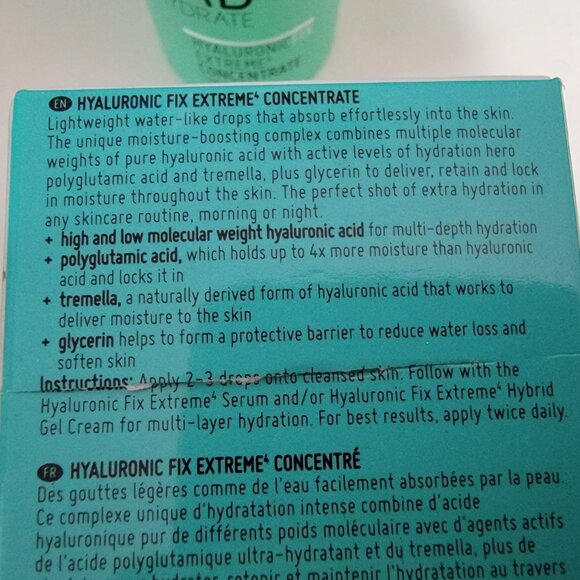 HYDRATE
HYALURONIC FIX
EXTREME⁴
CONCENTRATE
EN HYALURONIC FIX EXTREME⁴ CONCENTRATE
Lightweight water-like drops that absorb effortlessly into the skin.
The unique moisture-boosting complex combines multiple molecular
weights of pure hyaluronic acid with active levels of hydration hero
polyglutamic acid and tremella, plus glycerin to deliver, retain and lock
in moisture throughout the skin. The perfect shot of extra hydration in
any skincare routine, morning or night.
+ high and low molecular weight hyaluronic acid for multi-depth hydration
+ polyglutamic acid, which holds up to 4x more moisture than hyaluronic
acid and locks it in
+ tremella, a naturally derived form of hyaluronic acid that works to
deliver moisture to the skin
+ glycerin helps to form a protective barrier to reduce water loss and
soften skin
Instructions: Apply 2-3 drops onto cleansed skin. Follow with the
Hyaluronic Fix Extreme⁴ Serum and/or Hyaluronic Fix Extreme⁴ Hybrid
Gel Cream for multi-layer hydration. For best results, apply twice daily.
FR HYALURONIC FIX EXTREME⁴ CONCENTRÉ
Des gouttes légères comme de l'eau facilement absorbées par la peau.
Ce complexe unique d'hydratation intense combine d'acide
hyaluronique pur de différents poids moléculaire avec d'agents actifs
de l'acide polyglutamique ultra-hydratant et du tremella, plus de
retenir et maintenir l'hydratation au travers